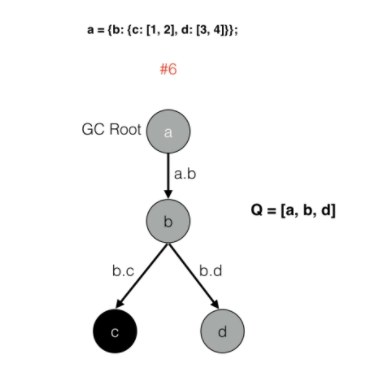 a = {b: {c: [1, 2], d: [3, 4]}};
#6
GC Root
a
a.b
b
Q = [a, b, d]
b.c
b.d
c
d